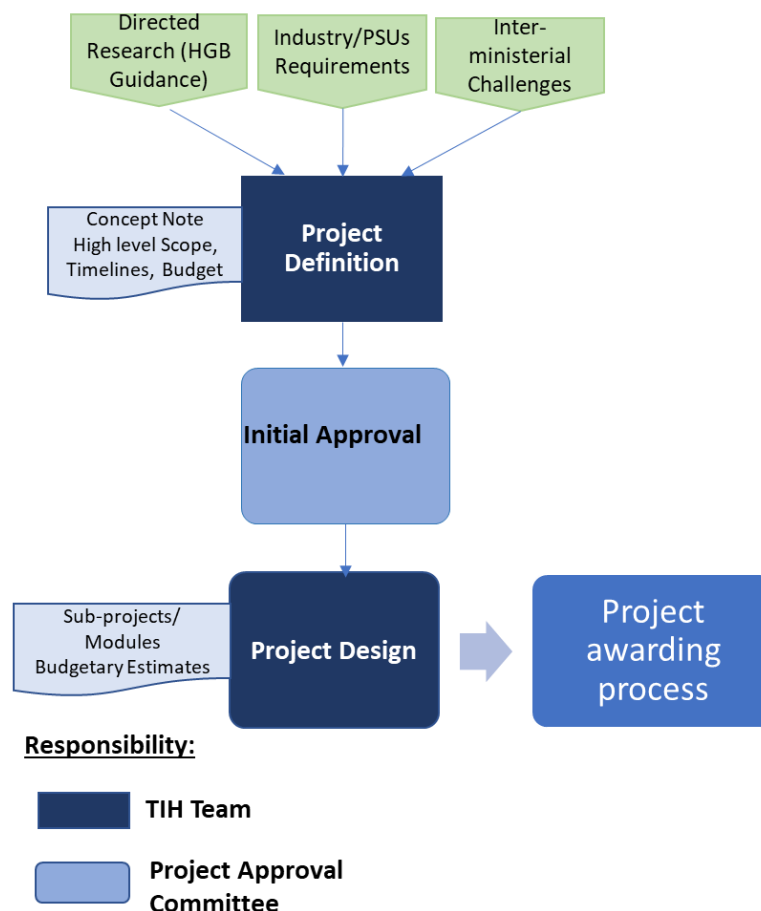 Directed
Research (HGB
Guidance)
Industry/PSUs
Requirements
Inter-
ministerial
Challenges
Concept Note
High level Scope,
Timelines, Budget
Project
Definition
Initial Approval
Sub-projects/
Modules
Budgetary Estimates
Project Design
Project
awarding
process
Responsibility:
TIH Team
Project Approval
Committee